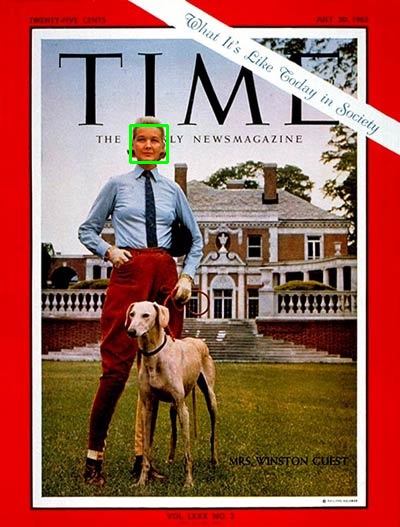 TWENTY-FIVE CENTS
JULY 20, 1962
What It's Like Today in Society
TIME
THE LY NEWSMAGAZINE
MRS. WINSTON GUEST
VOL. LXXX NO. 3